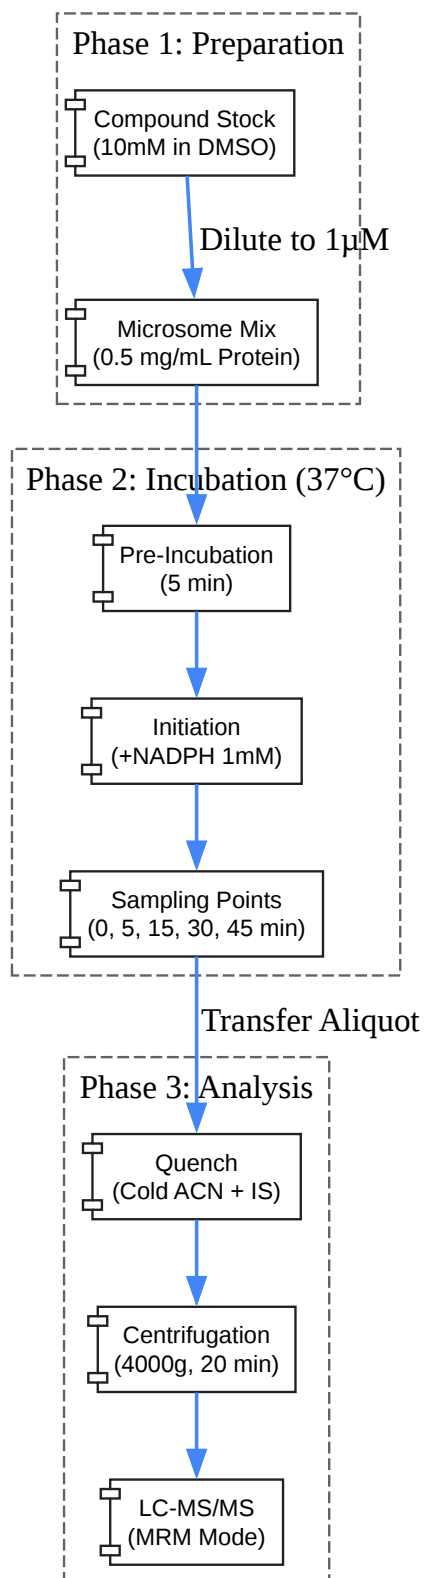 Phase 1: Preparation
Compound Stock
(10mM in DMSO)
Dilute to 1µM
Microsome Mix
(0.5 mg/mL Protein)
Phase 2: Incubation (37°C)
Pre-Incubation
(5 min)
Initiation
(+NADPH 1mM)
Sampling Points
(0, 5, 15, 30, 45 min)
Transfer Aliquot
Phase 3: Analysis
Quench
(Cold ACN + IS)
Centrifugation
(4000g, 20 min)
LC-MS/MS
(MRM Mode)